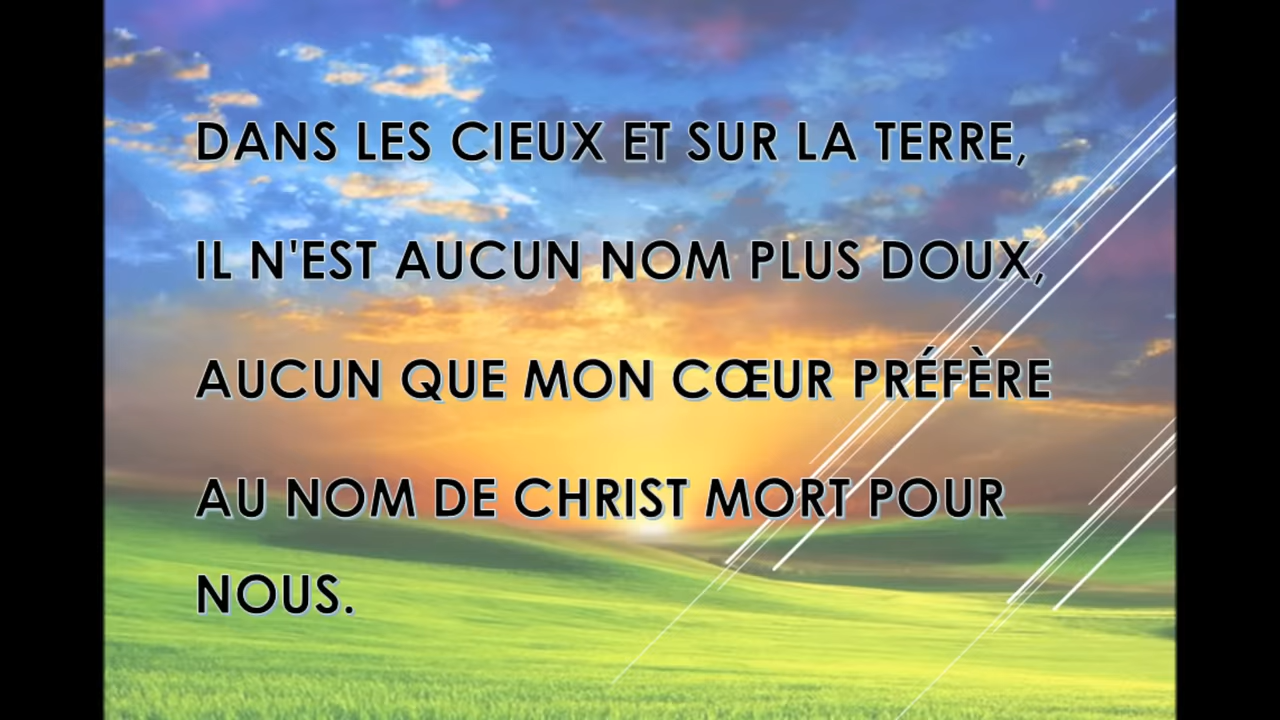 DANS LES CIEUX ET SUR LA TERRE,
IL N'EST AUCUN NOM PLUS DOUX,
AUCUN QUE MON CŒUR PRÉFÈRE
AU NOM DE CHRIST MORT POUR
NOUS.